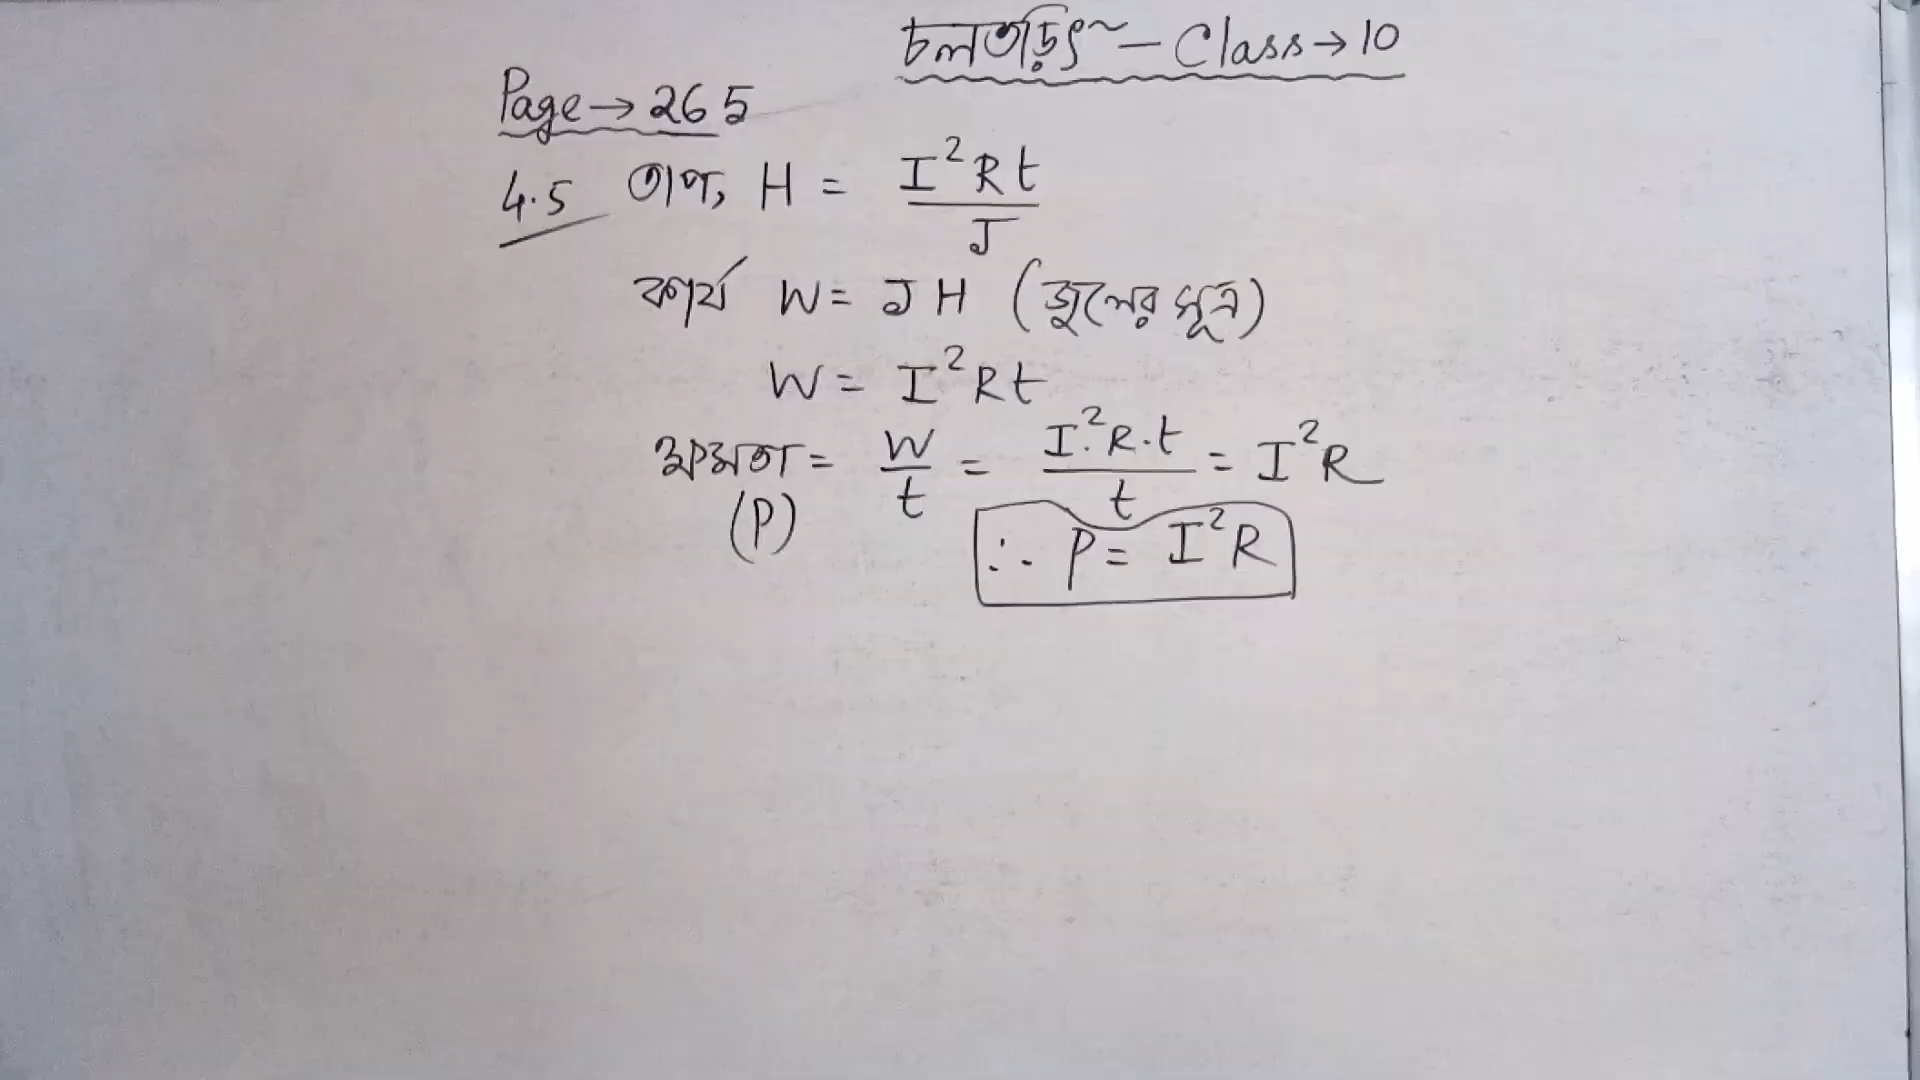 চলতড়িৎ ~ — Class → 10
Page → 265
4.5 তাপ, H = I²Rt / J
কার্য W = JH (জুলের সূত্র)
W = I²Rt
ক্ষমতা = W/t = I².R.t / t = I²R
(P)
∴ P = I²R